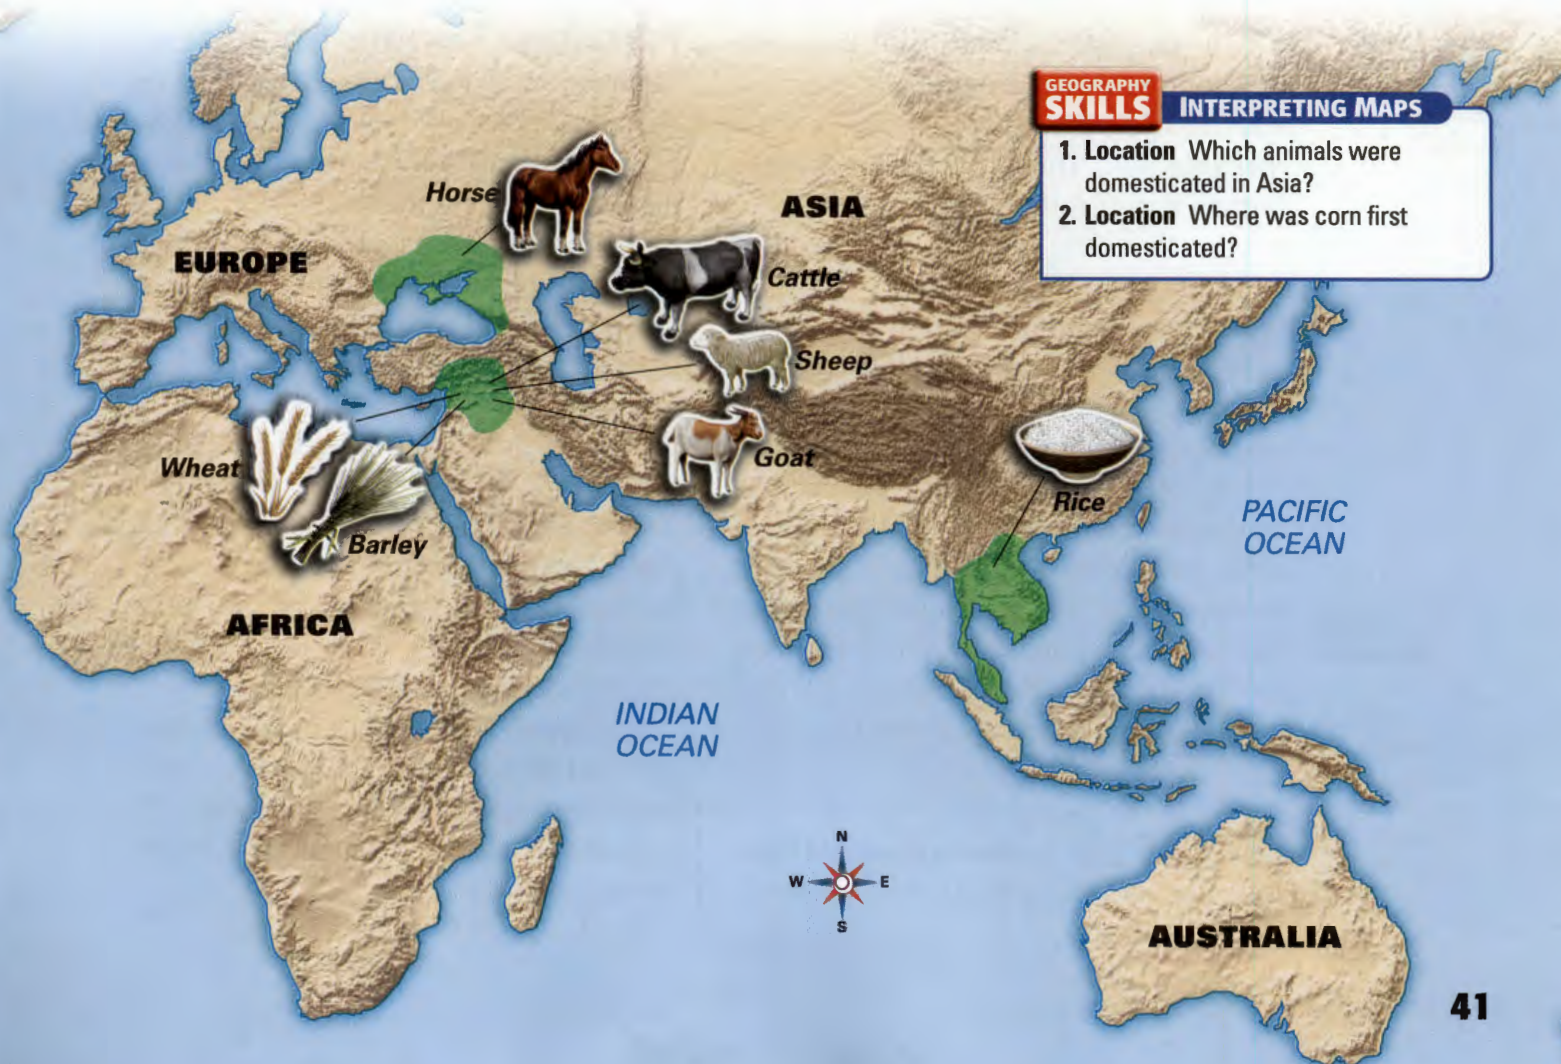 GEOGRAPHY
SKILLS
INTERPRETING MAPS
1. Location Which animals were
domesticated in Asia?
2. Location Where was corn first
domesticated?
Horse
ASIA
EUROPE
Cattle
Sheep
Goat
Wheat
Barley
Rice
PACIFIC
OCEAN
AFRICA
INDIAN
OCEAN
N
W
E
S
AUSTRALIA
41